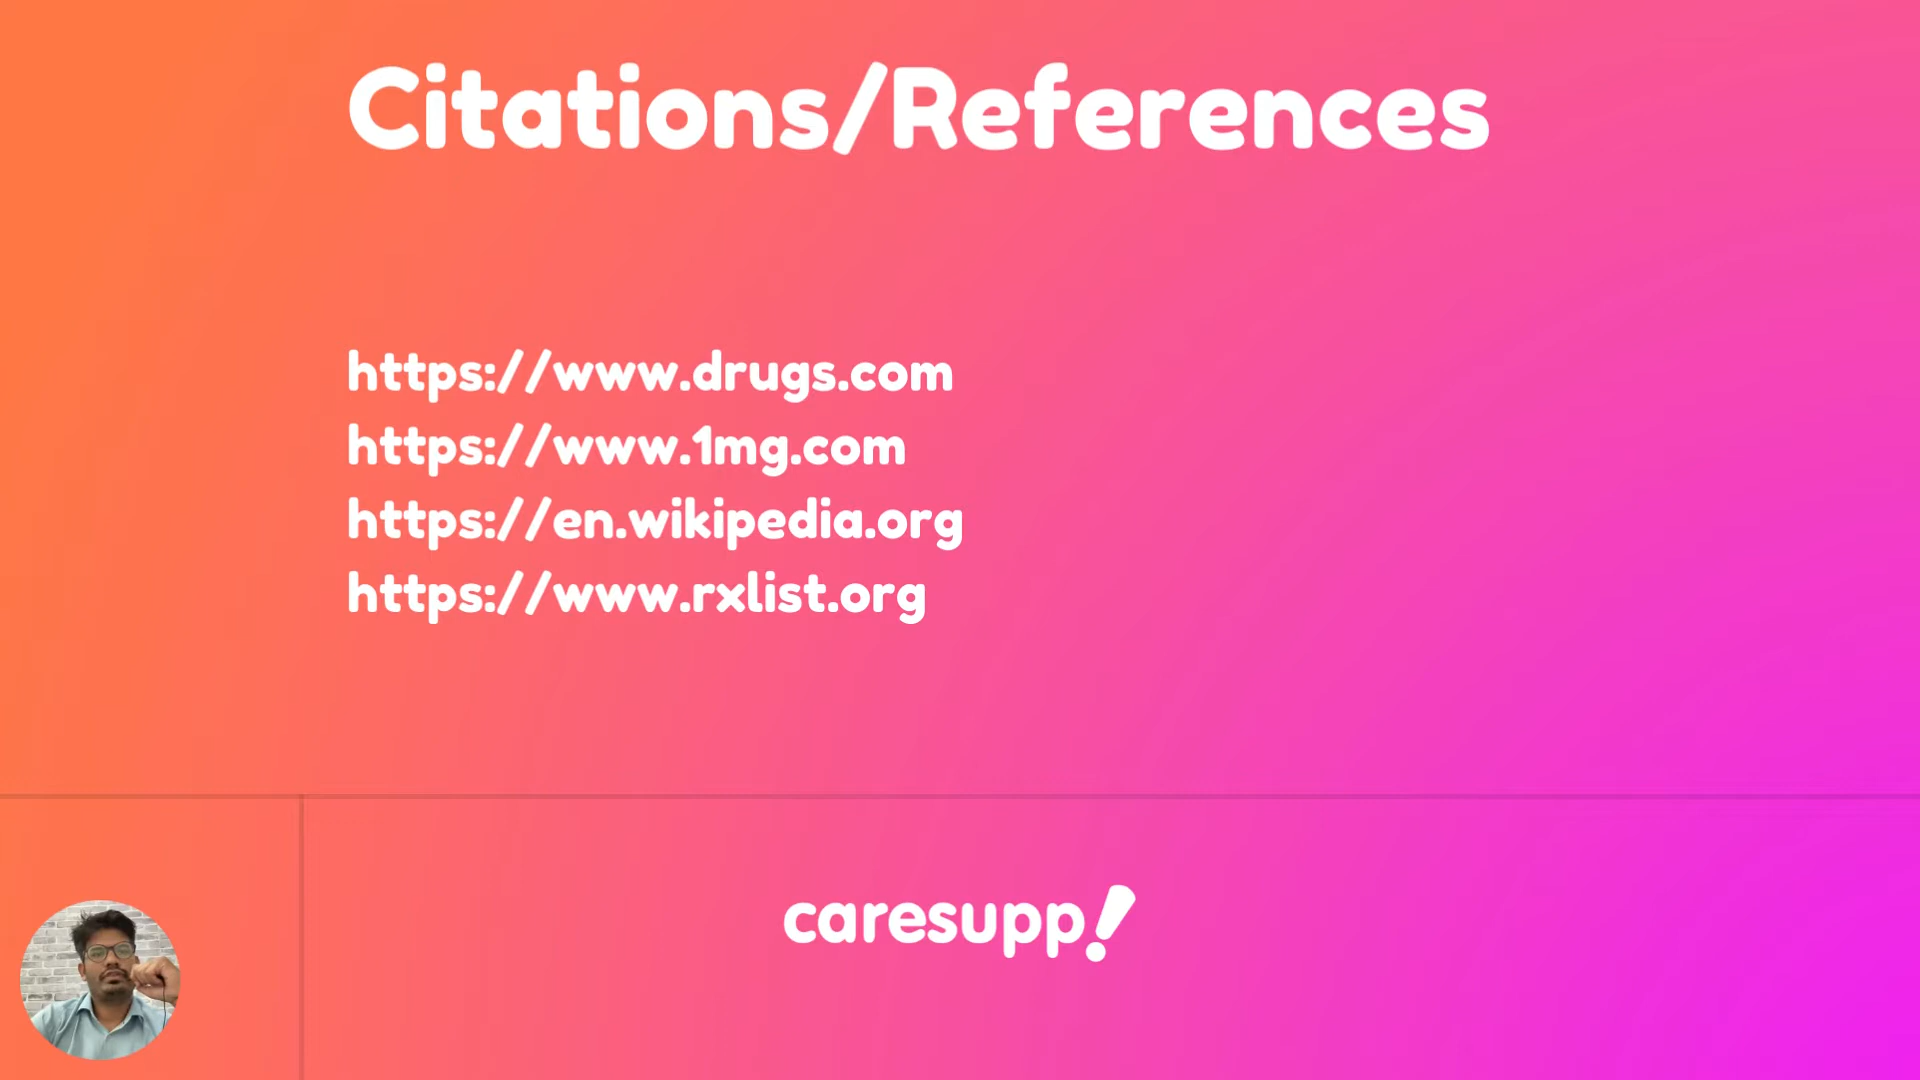 Citations/References
https://www.drugs.com
https://www.1mg.com
https://en.wikipedia.org
https://www.rxlist.org
caresupp!